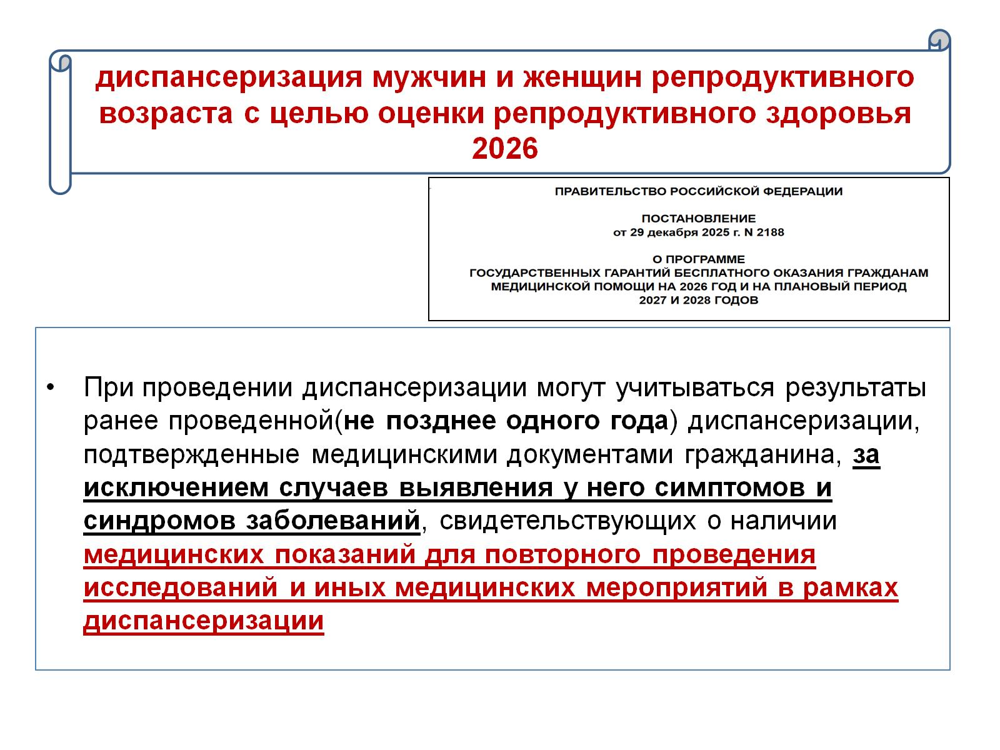 диспансеризация мужчин и женщин репродуктивного
возраста с целью оценки репродуктивного здоровья
2026
ПРАВИТЕЛЬСТВО РОССИЙСКОЙ ФЕДЕРАЦИИ
ПОСТАНОВЛЕНИЕ
от 29 декабря 2025 г. N 2188
О ПРОГРАММЕ
ГОСУДАРСТВЕННЫХ ГАРАНТИЙ БЕСПЛАТНОГО ОКАЗАНИЯ ГРАЖДАНАМ
МЕДИЦИНСКОЙ ПОМОЩИ НА 2026 ГОД И НА ПЛАНОВЫЙ ПЕРИОД
2027 И 2028 ГОДОВ
• При проведении диспансеризации могут учитываться результаты
ранее проведенной(не позднее одного года) диспансеризации,
подтвержденные медицинскими документами гражданина, за
исключением случаев выявления у него симптомов и
синдромов заболеваний, свидетельствующих о наличии
медицинских показаний для повторного проведения
исследований и иных медицинских мероприятий в рамках
диспансеризации